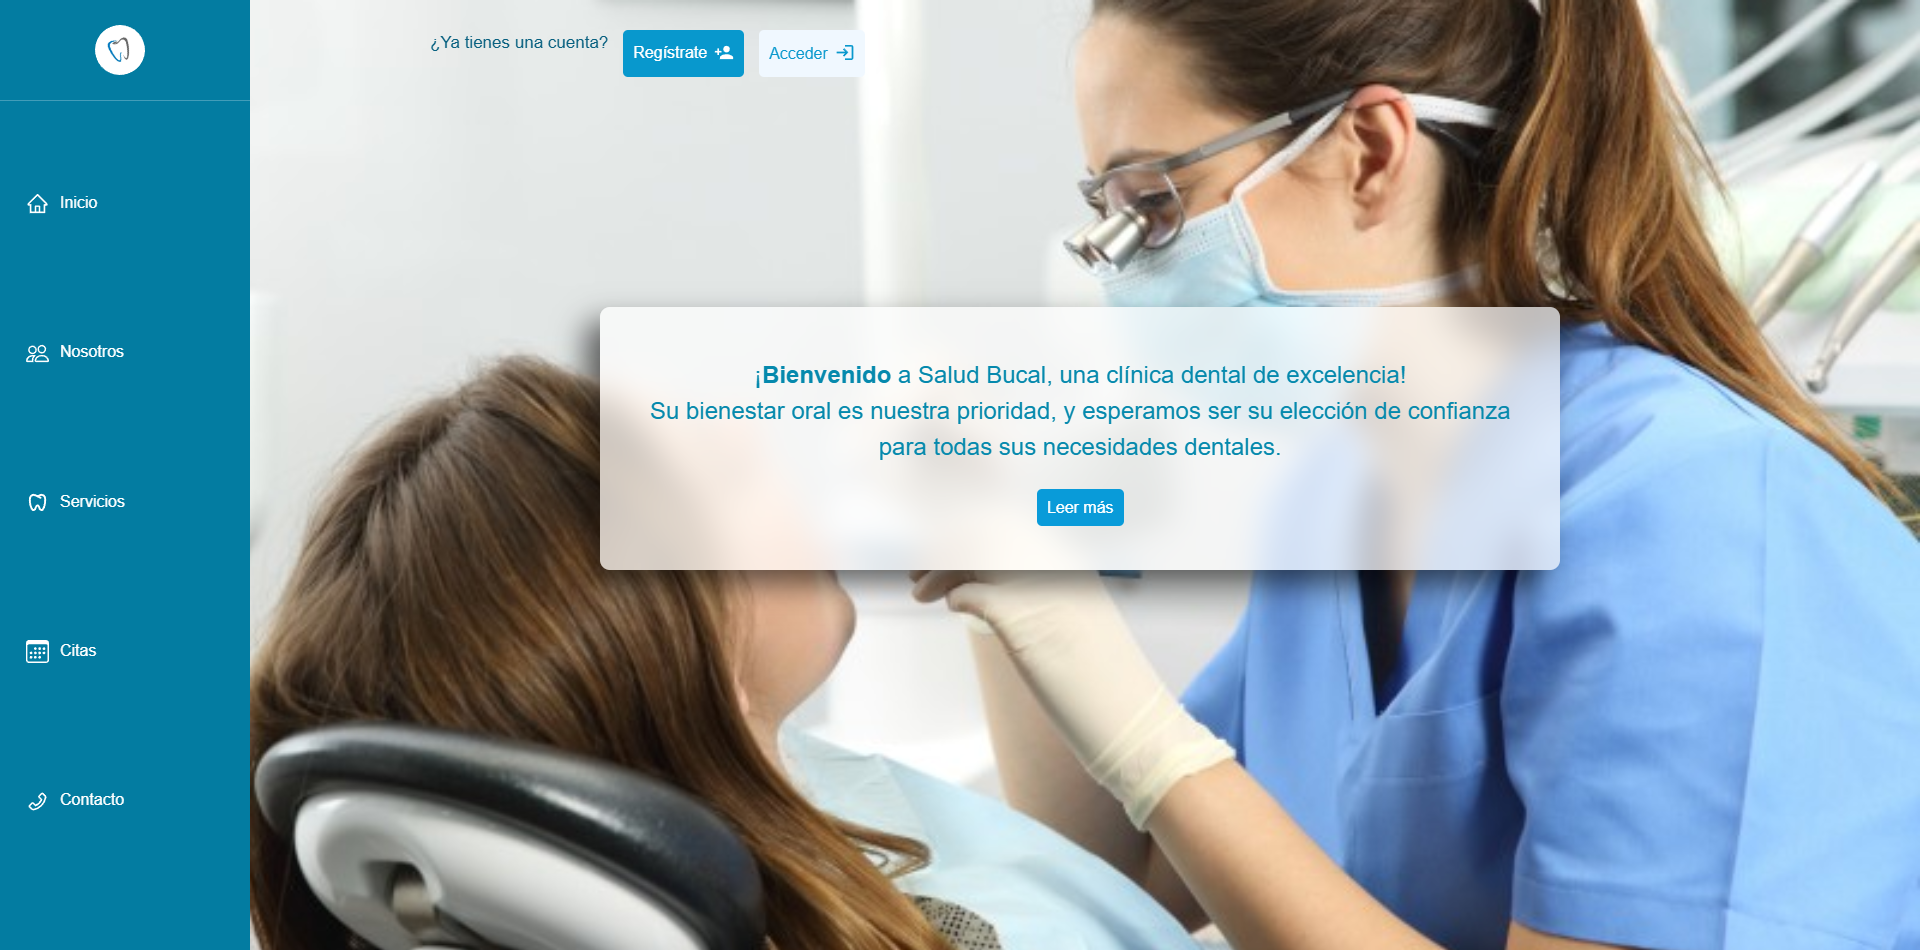 ¿Ya tienes una cuenta?
Regístrate
Acceder
Inicio
Nosotros
Servicios
Citas
Contacto
¡Bienvenido a Salud Bucal, una clínica dental de excelencia!
Su bienestar oral es nuestra prioridad, y esperamos ser su elección de confianza
para todas sus necesidades dentales.
Leer más